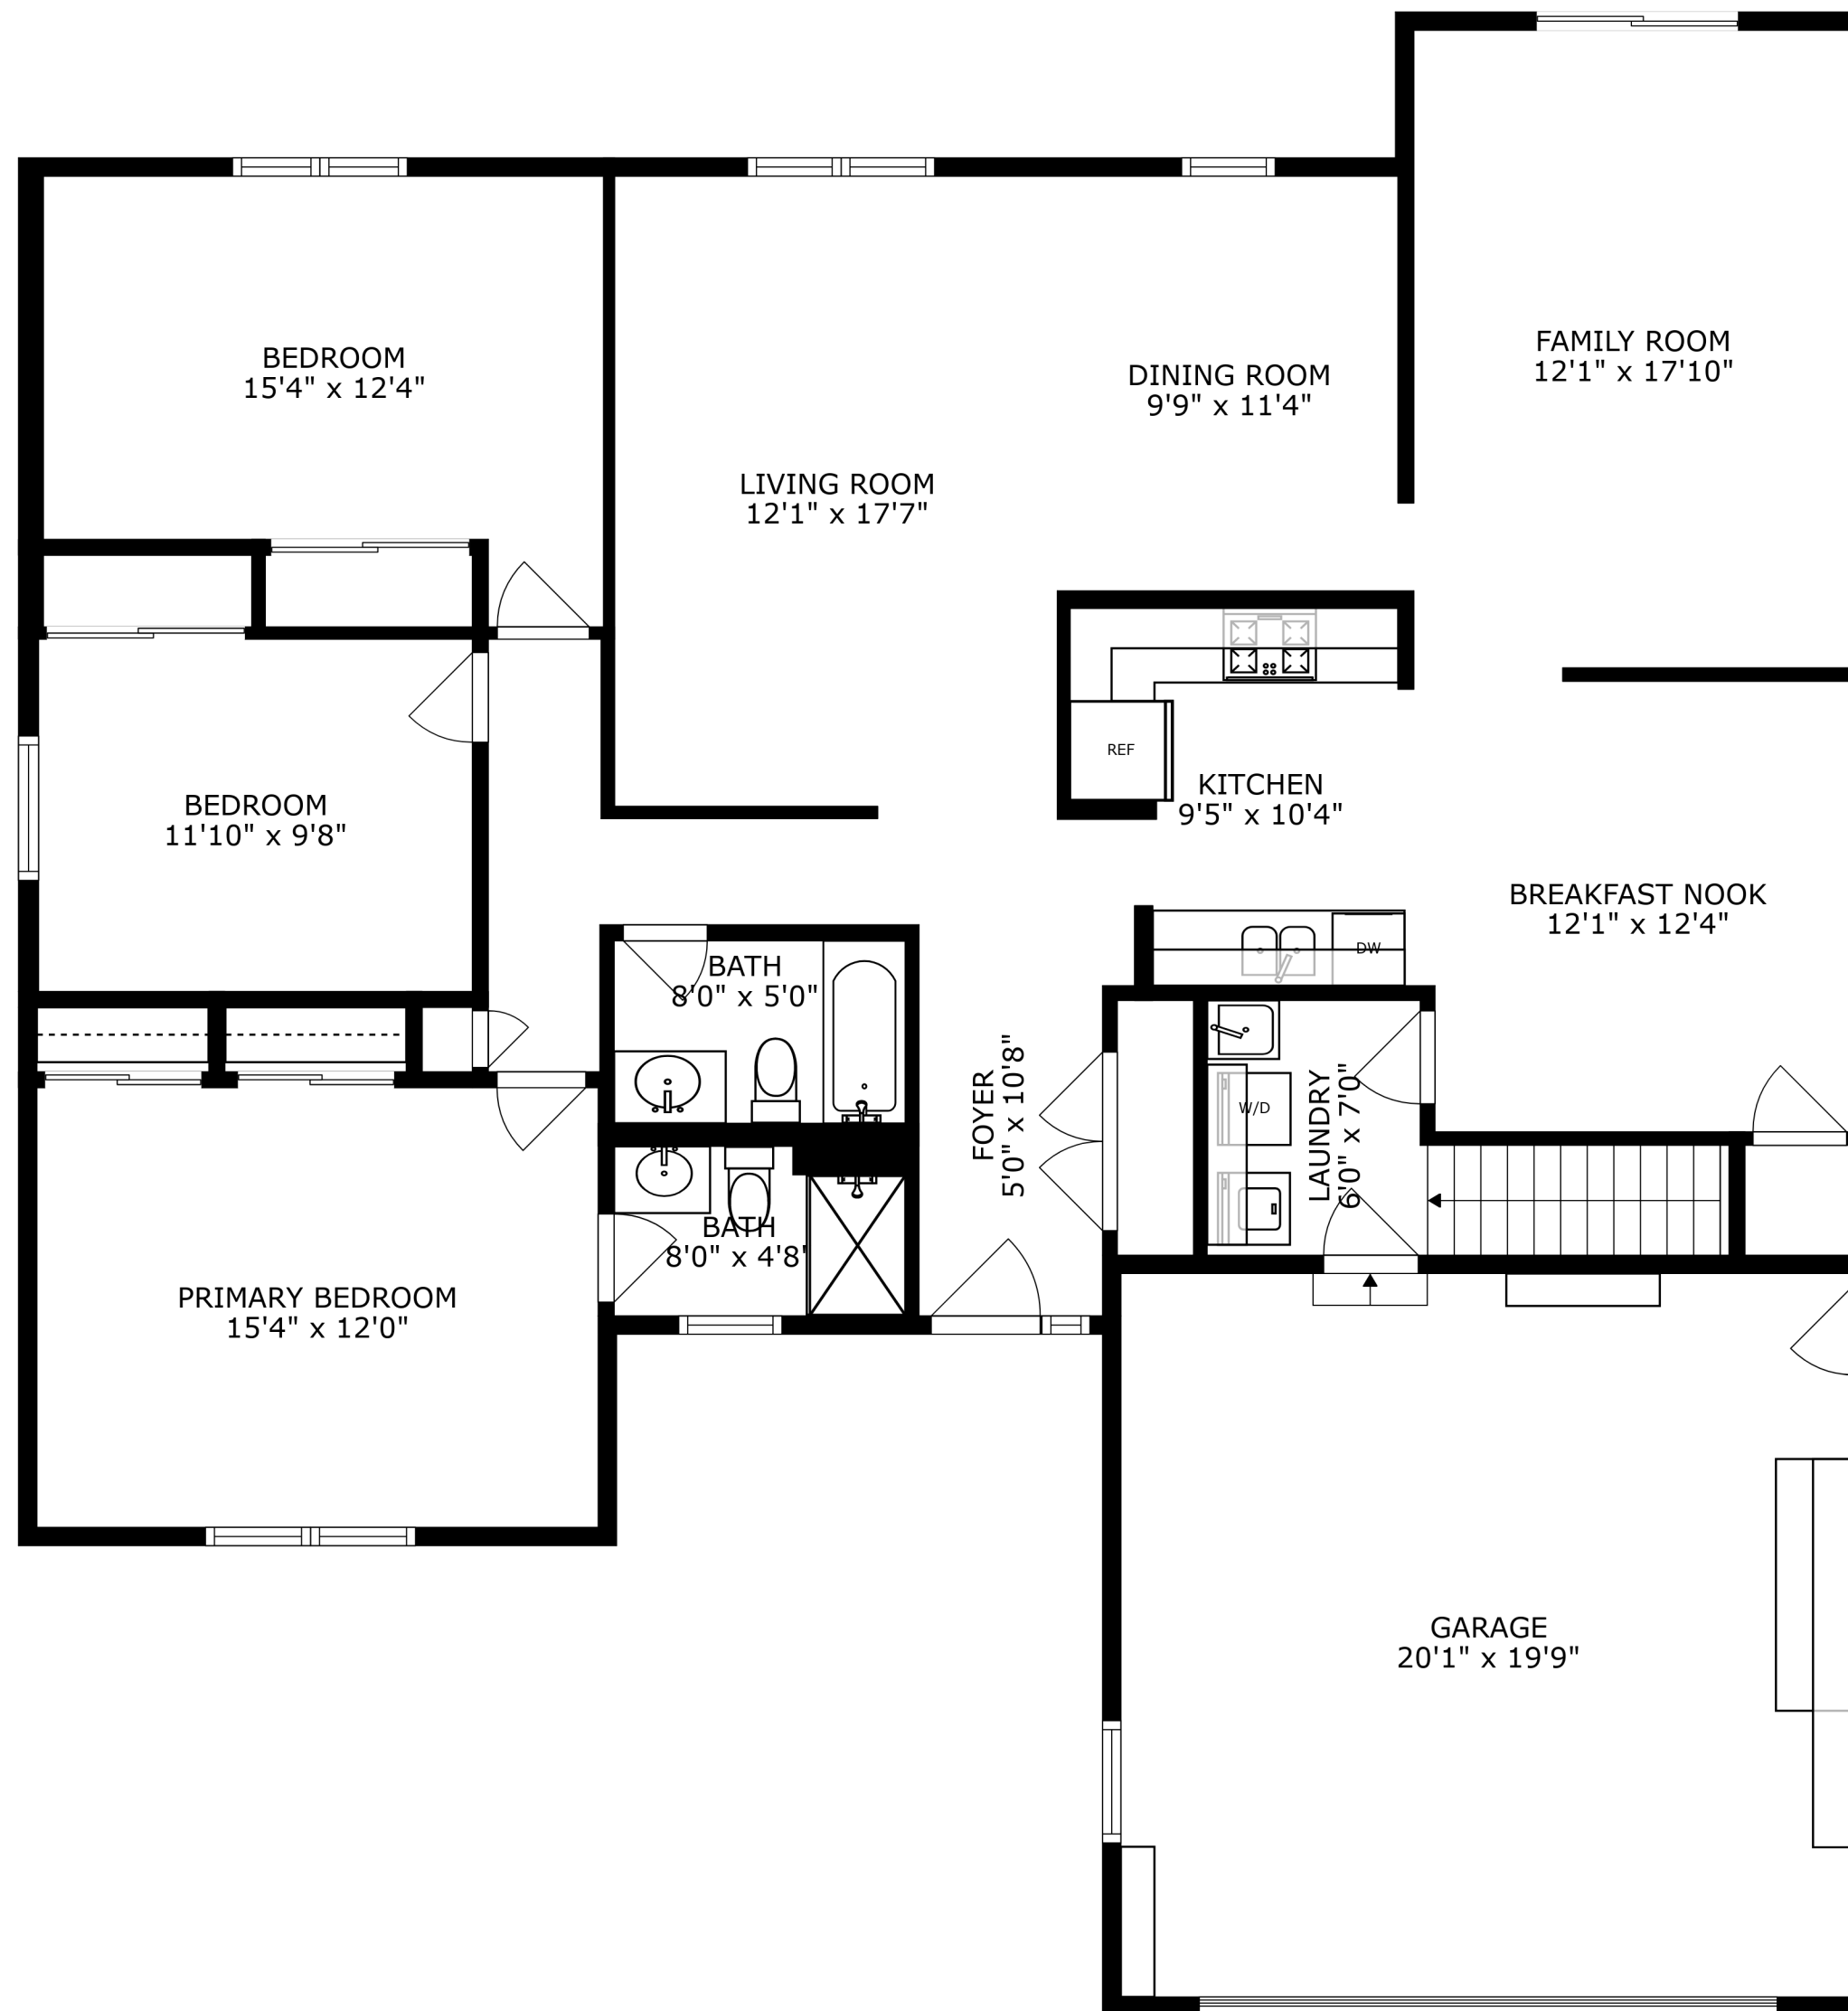 FAMILY ROOM
12'1" x 17'10"
BEDROOM
15'4" x 12'4"
DINING ROOM
9'9" x 11'4"
LIVING ROOM
12'1" x 17'7"
REF
KITCHEN
9'5" x 10'4"
BEDROOM
11'10" x 9'8"
BREAKFAST NOOK
12'1" x 12'4"
DW
BATH
8'0" x 5'0"
FOYER
5'0" x 10'8"
W/D
LAUNDRY
6'0" x 7'0"
BATH
8'0" x 4'8"
PRIMARY BEDROOM
15'4" x 12'0"
GARAGE
20'1" x 19'9"